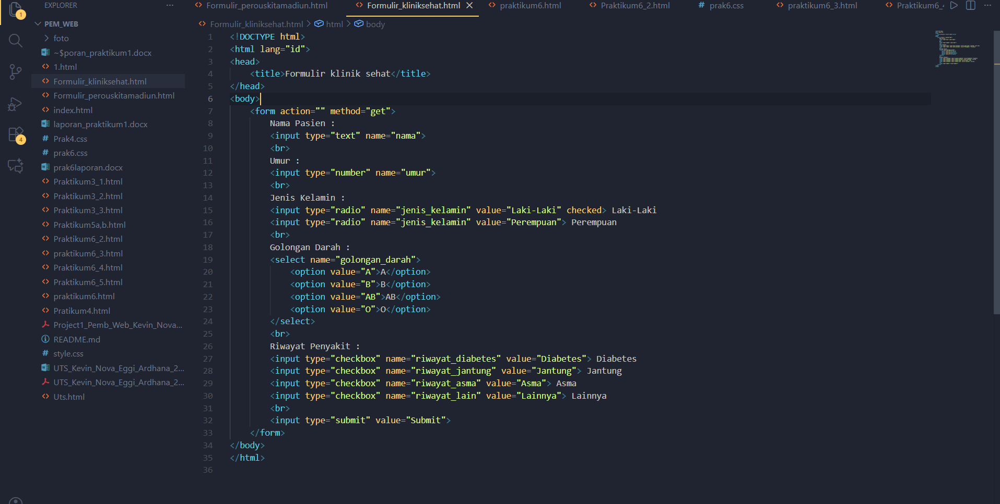 EXPLORER
PEM_WEB
foto
~$poran_praktikum1.docx
1.html
Formulir_kliniksehat.html
Formulir_perouskitamadiun.html
index.html
laporan_praktikum1.docx
Prak4.css
prak6.css
prak6laporan.docx
Praktikum3_1.html
Praktikum3_2.html
Praktikum3_3.html
Praktikum5a,b.html
Praktikum6_2.html
praktikum6_3.html
Praktikum6_4.html
Praktikum6_5.html
praktikum6.html
Pratikum4.html
Project1_Pemb_Web_Kevin_Nova...
README.md
style.css
UTS_Kevin_Nova_Eggi_Ardhana_2...
UTS_Kevin_Nova_Eggi_Ardhana_2...
Uts.html
1
4
Formulir_perouskitamadiun.html Formulir_kliniksehat.html praktikum6.html Praktikum6_2.html prak6.css praktikum6_3.html Praktikum6_
Formulir_kliniksehat.html > html > body
1 <!DOCTYPE html>
2 <html lang="id">
3 <head>
4     <title>Formulir klinik sehat</title>
5 </head>
6 <body>
7     <form action="" method="get">
8         Nama Pasien :
9         <input type="text" name="nama">
10         <br>
11         Umur :
12         <input type="number" name="umur">
13         <br>
14         Jenis Kelamin :
15         <input type="radio" name="jenis_kelamin" value="Laki-Laki" checked> Laki-Laki
16         <input type="radio" name="jenis_kelamin" value="Perempuan"> Perempuan
17         <br>
18         Golongan Darah :
19         <select name="golongan_darah">
20             <option value="A">A</option>
21             <option value="B">B</option>
22             <option value="AB">AB</option>
23             <option value="O">O</option>
24         </select>
25         <br>
26         Riwayat Penyakit :
27         <input type="checkbox" name="riwayat_diabetes" value="Diabetes"> Diabetes
28         <input type="checkbox" name="riwayat_jantung" value="Jantung"> Jantung
29         <input type="checkbox" name="riwayat_asma" value="Asma"> Asma
30         <input type="checkbox" name="riwayat_lain" value="Lainnya"> Lainnya
31         <br>
32         <input type="submit" value="Submit">
33     </form>
34 </body>
35 </html>
36